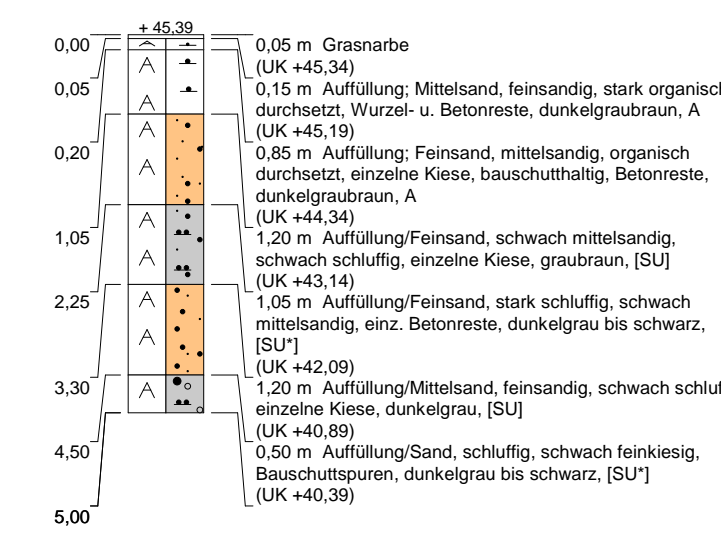 + 45,39
0,00
0,05 m Grasnarbe
(UK +45,34)
0,05
0,15 m Auffüllung; Mittelsand, feinsandig, stark organisch
durchsetzt, Wurzel- u. Betonreste, dunkelgraubraun, A
(UK +45,19)
0,20
0,85 m Auffüllung; Feinsand, mittelsandig, organisch
durchsetzt, einzelne Kiese, bauschutthaltig, Betonreste,
dunkelgraubraun, A
(UK +44,34)
1,05
1,20 m Auffüllung/Feinsand, schwach mittelsandig,
schwach schluffig, einzelne Kiese, graubraun, [SU]
(UK +43,14)
2,25
1,05 m Auffüllung/Feinsand, stark schluffig, schwach
mittelsandig, einz. Betonreste, dunkelgrau bis schwarz,
[SU*]
(UK +42,09)
3,30
1,20 m Auffüllung/Mittelsand, feinsandig, schwach schluf
einzelne Kiese, dunkelgrau, [SU]
(UK +40,89)
4,50
0,50 m Auffüllung/Sand, schluffig, schwach feinkiesig,
Bauschuttspuren, dunkelgrau bis schwarz, [SU*]
(UK +40,39)
5,00
A
A
A
A
A
A
A
A
A